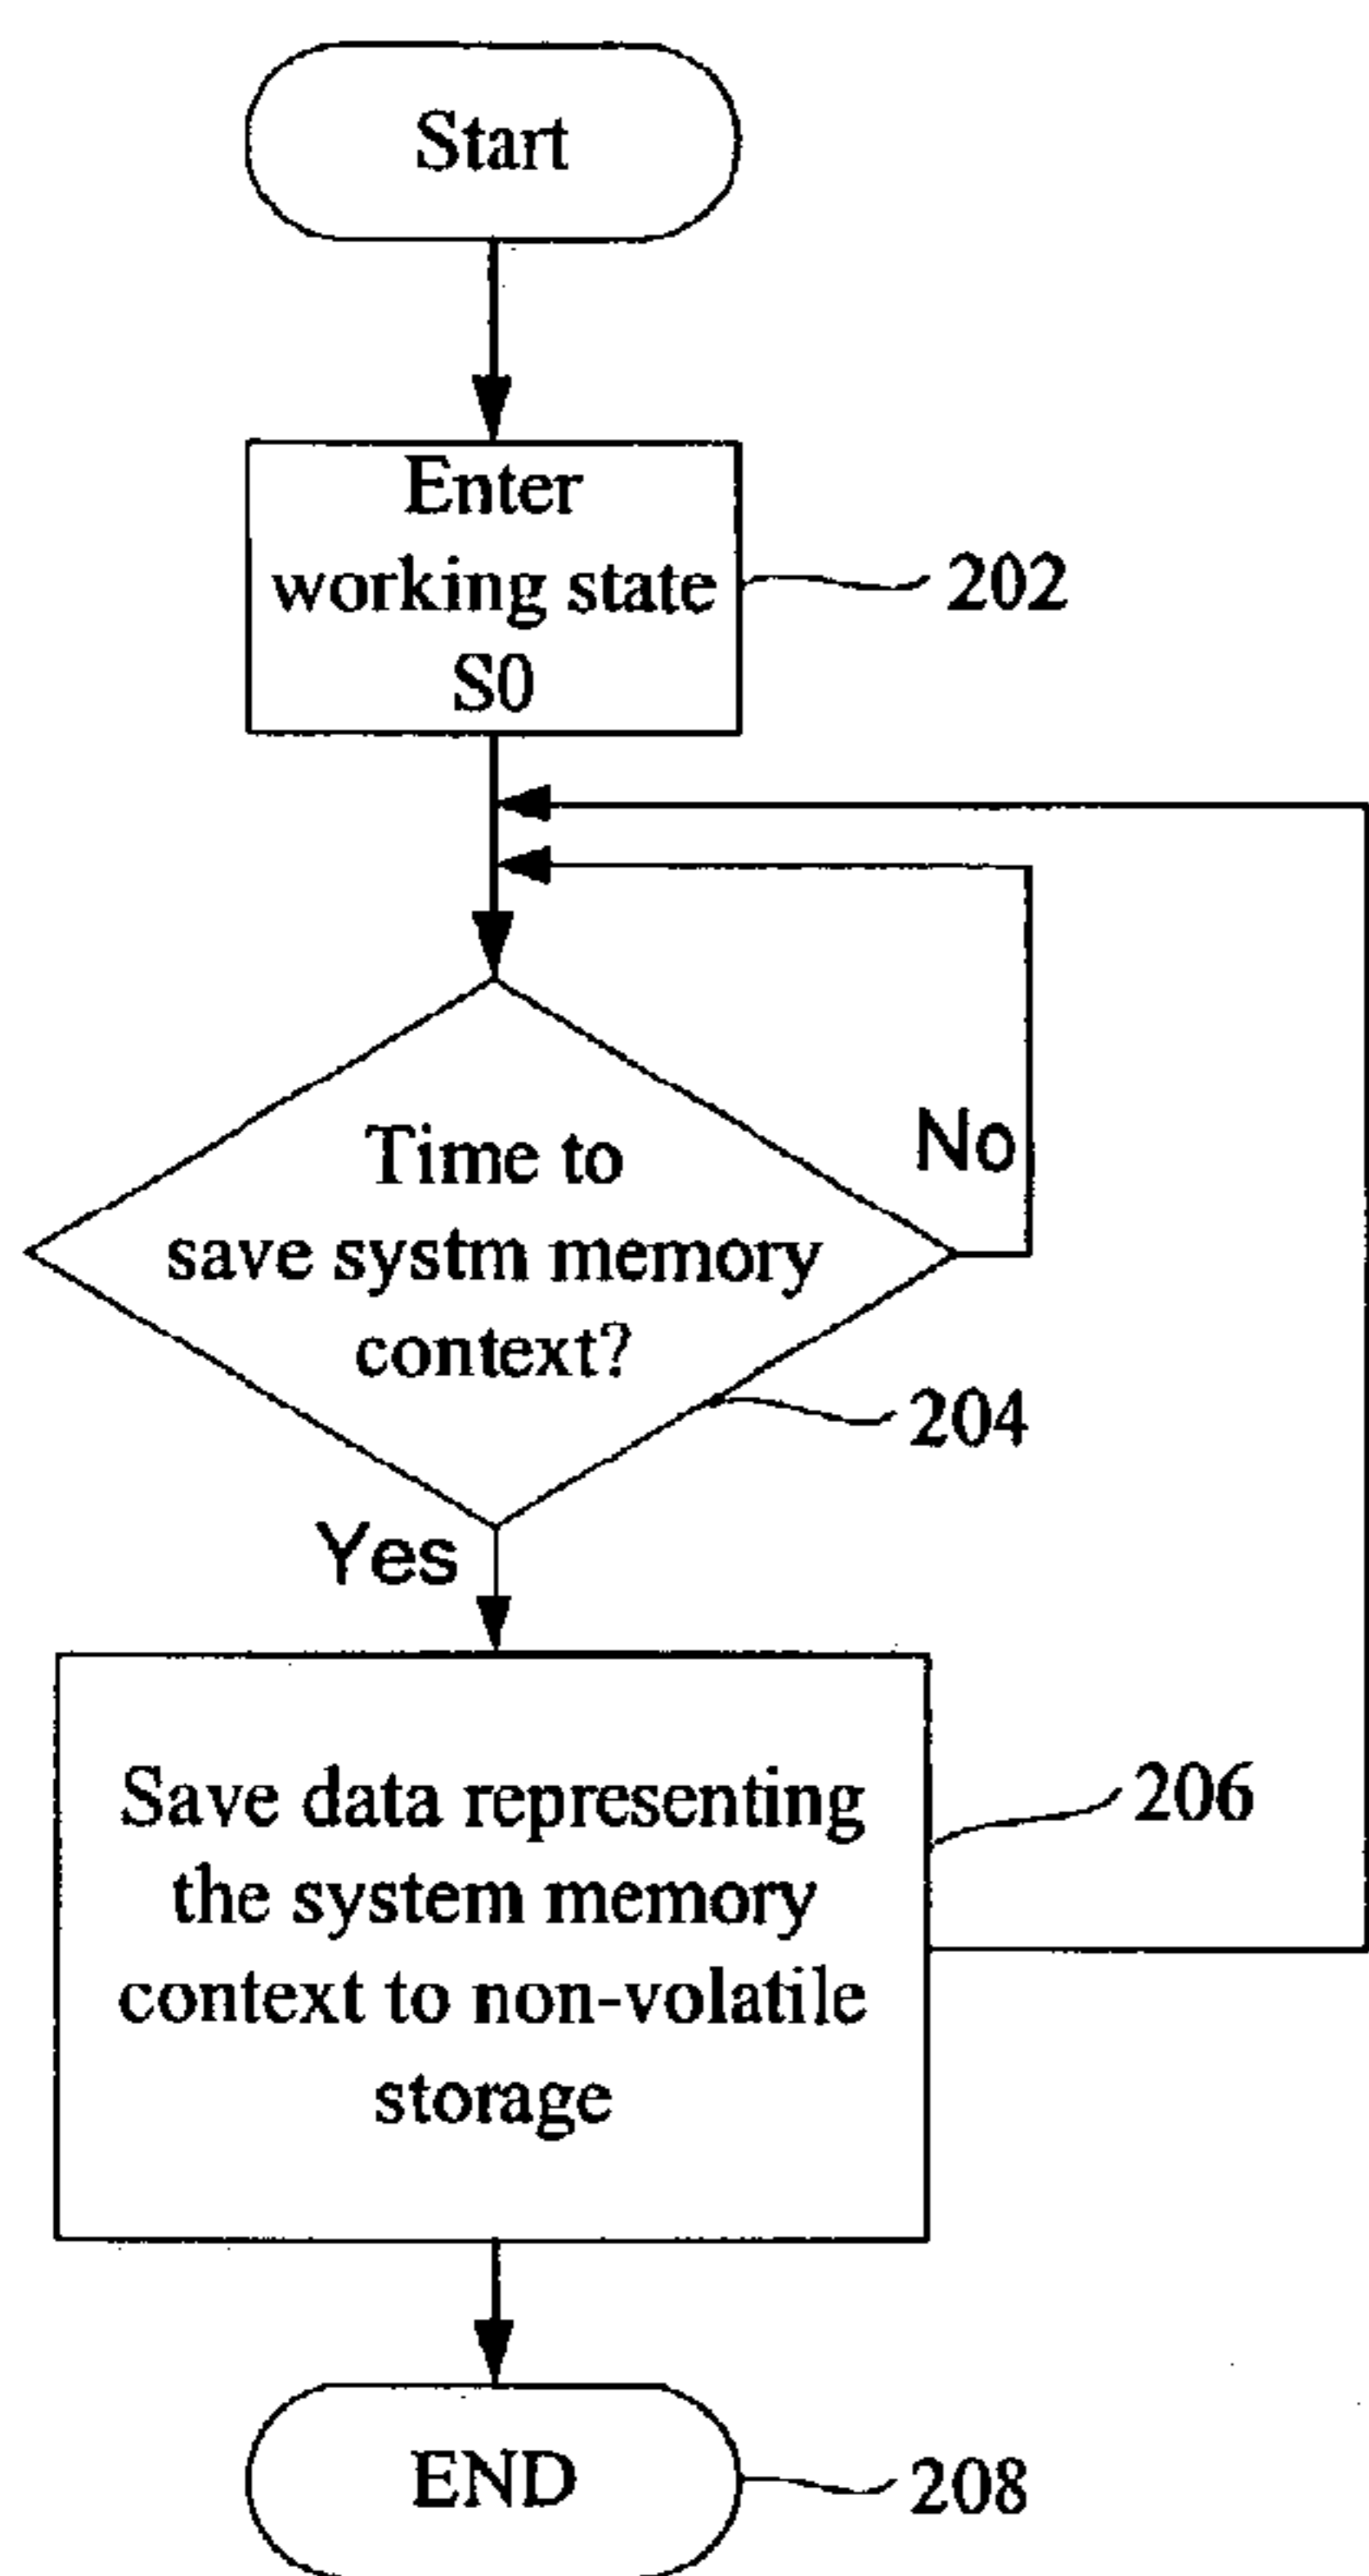 Start
Enter
working state
S0
202
No
Time to
save systm memory
context?
204
Yes
Save data representing
the system memory
context to non-volatile
storage
206
END
208